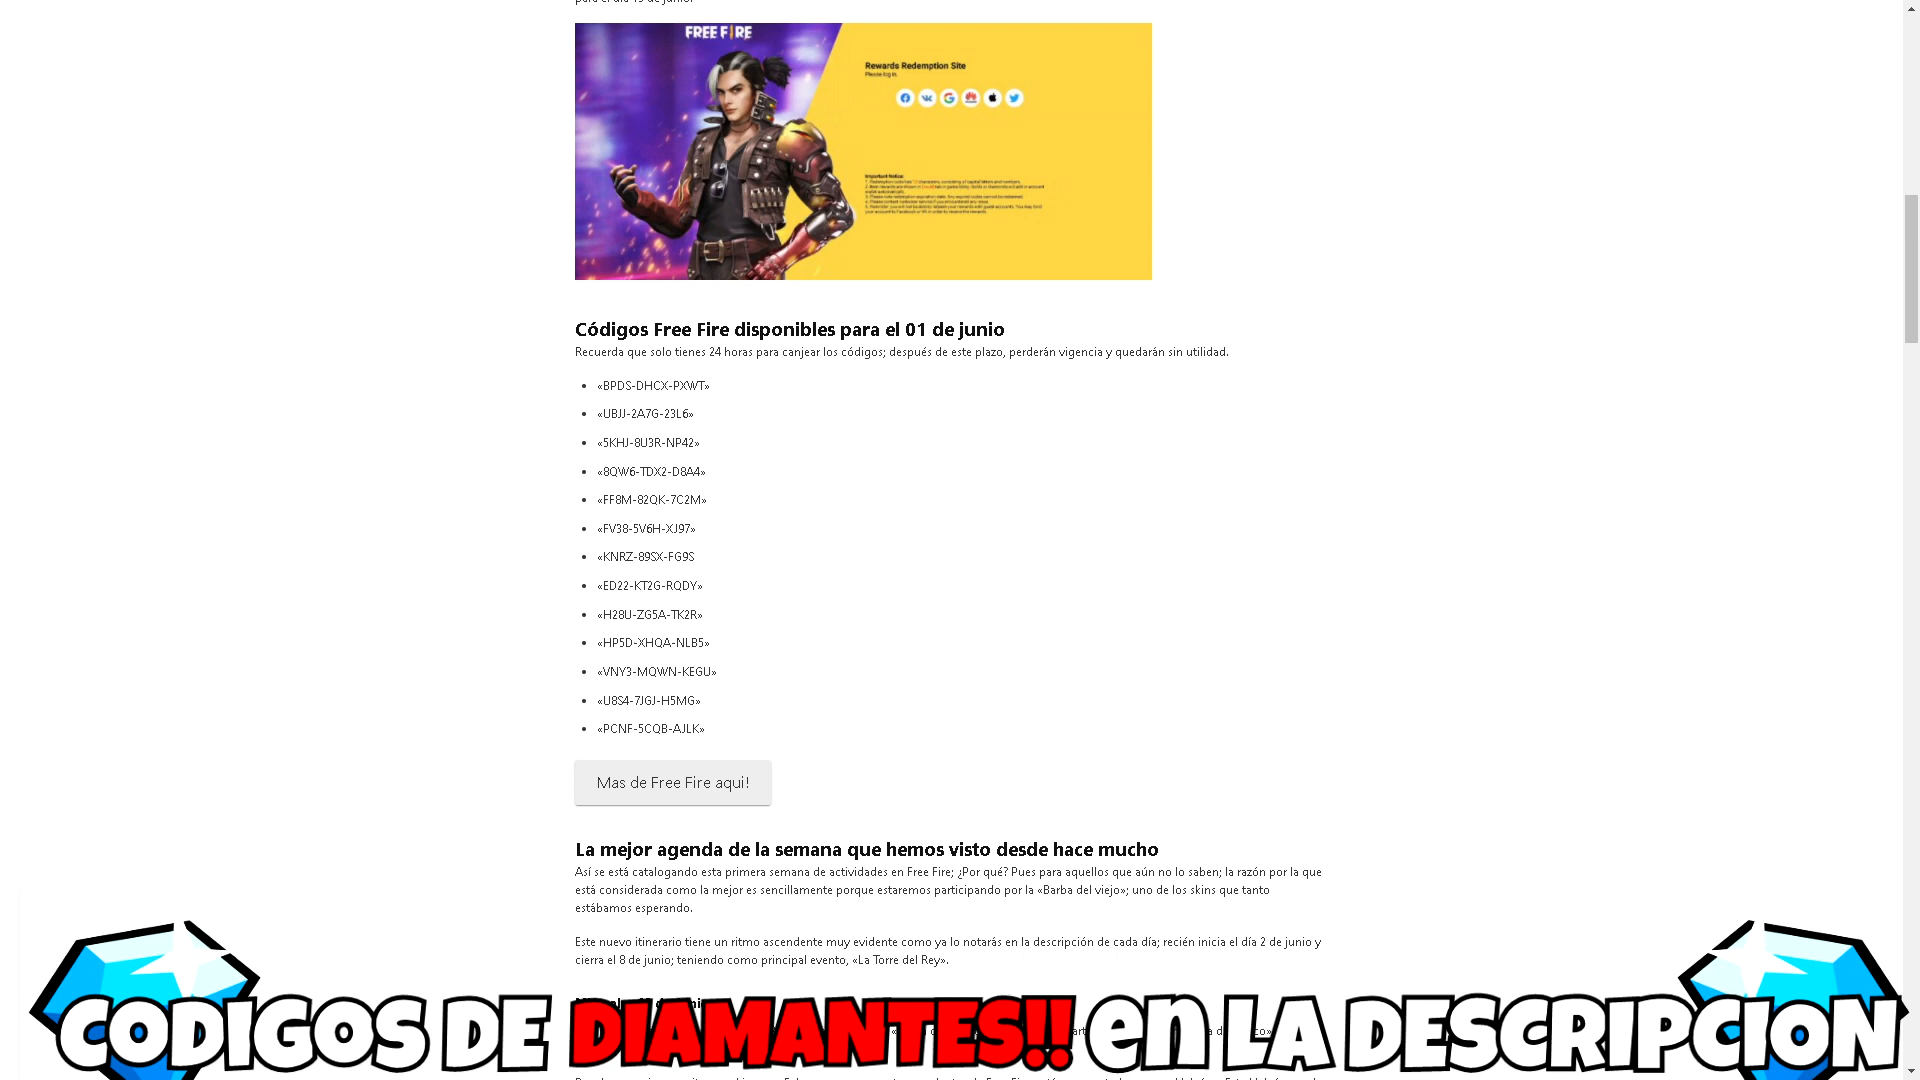 FREE FIRE
Rewards Redemption Site
Please log in.
Important Notice:
Códigos Free Fire disponibles para el 01 de junio
Recuerda que solo tienes 24 horas para canjear los códigos; después de este plazo, perderán vigencia y quedarán sin utilidad.
«BPDS-DHCX-PXWT»
«UBJJ-2A7G-23L6»
«5KHJ-8U3R-NP42»
«8QW6-TDX2-D8A4»
«FF8M-82QK-7C2M»
«FV38-5V6H-XJ97»
«KNRZ-89SX-FG9S
«ED22-KT2G-RQDY»
«H28U-ZG5A-TK2R»
«HP5D-XHQA-NLB5»
«VNY3-MQWN-KEGU»
«U8S4-7JGJ-H5MG»
«PCNF-5CQB-AJLK»
Mas de Free Fire aqui!
La mejor agenda de la semana que hemos visto desde hace mucho
Así se está catalogando esta primera semana de actividades en Free Fire; ¿Por qué? Pues para aquellos que aún no lo saben; la razón por la que
está considerada como la mejor es sencillamente porque estaremos participando por la «Barba del viejo»; uno de los skins que tanto
estábamos esperando.
Este nuevo itinerario tiene un ritmo ascendente muy evidente como ya lo notarás en la descripción de cada día; recién inicia el día 2 de junio y
cierra el 8 de junio; teniendo como principal evento, «La Torre del Rey».
CODIGOS DE DIAMANTES!! en LA DESCRIPCION